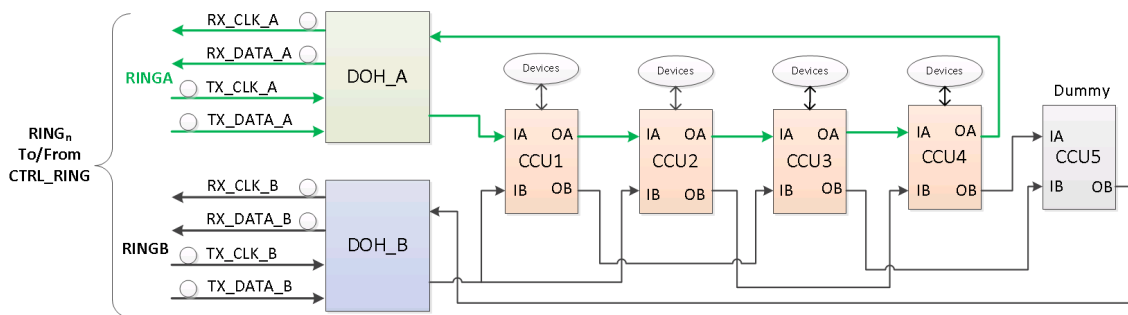 RX_CLK_A
RX_DATA_A
RINGA
TX_CLK_A
TX_DATA_A
DOH_A
RINGn
To/From
CTRL_RING
RX_CLK_B
RX_DATA_B
RINGB
TX_CLK_B
TX_DATA_B
DOH_B
Devices
Devices
Devices
Devices
IA OA
CCU1
IB OB
IA OA
CCU2
IB OB
IA OA
CCU3
IB OB
IA OA
CCU4
IB OB
Dummy
IA
CCU5
IB OB